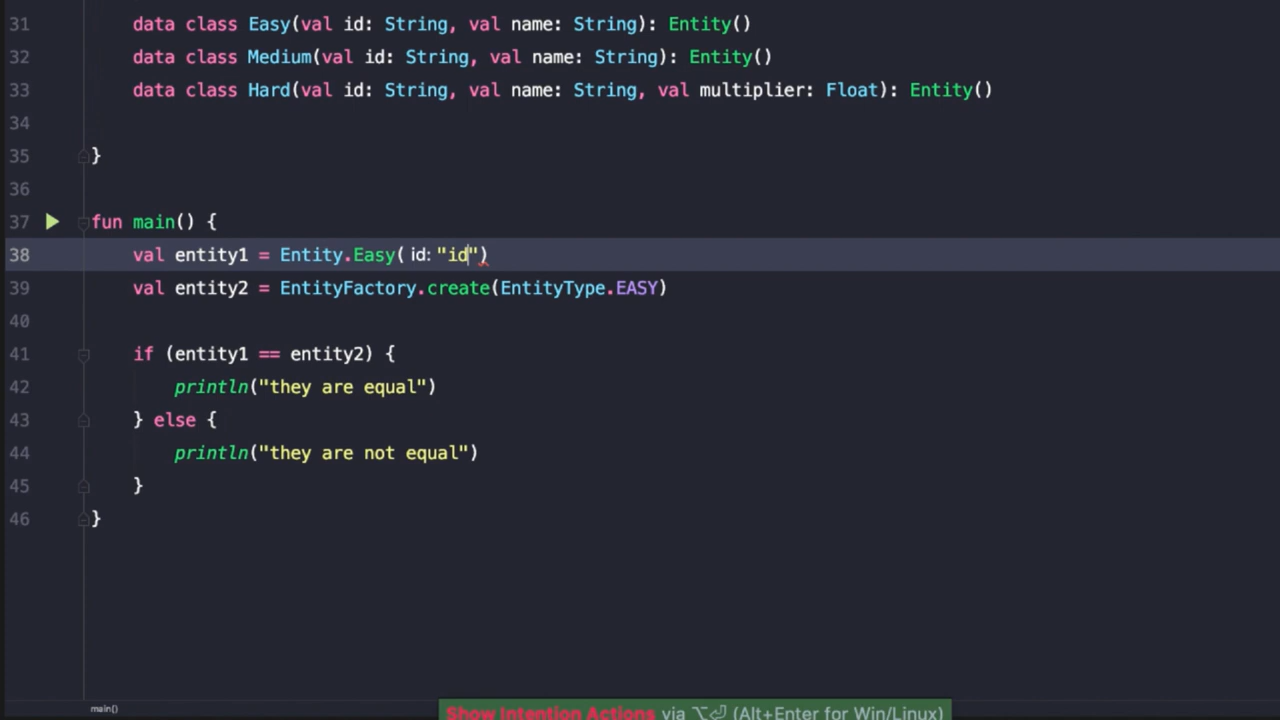 31 data class Easy(val id: String, val name: String): Entity()
32 data class Medium(val id: String, val name: String): Entity()
33 data class Hard(val id: String, val name: String, val multiplier: Float): Entity()
34
35 }
36
37 fun main() {
38 val entity1 = Entity.Easy( id: "id")
39 val entity2 = EntityFactory.create(EntityType.EASY)
40
41 if (entity1 == entity2) {
42 println("they are equal")
43 } else {
44 println("they are not equal")
45 }
46 }
main()
Show Intention Actions via ⌥⏎ (Alt+Enter for Win/Linux)